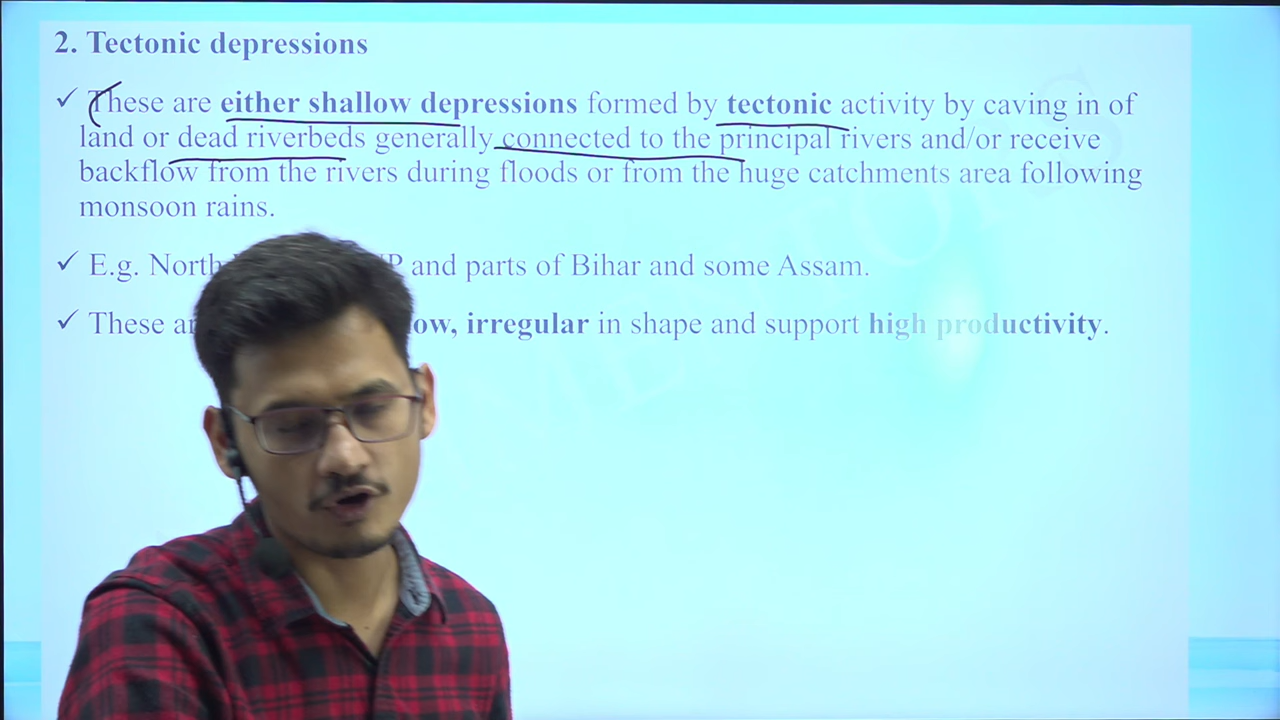 2. Tectonic depressions
✓ These are either shallow depressions formed by tectonic activity by caving in of
land or dead riverbeds generally connected to the principal rivers and/or receive
backflow from the rivers during floods or from the huge catchments area following
monsoon rains.
✓ E.g. North and parts of Bihar and some Assam.
✓ These irregular in shape and support high productivity.